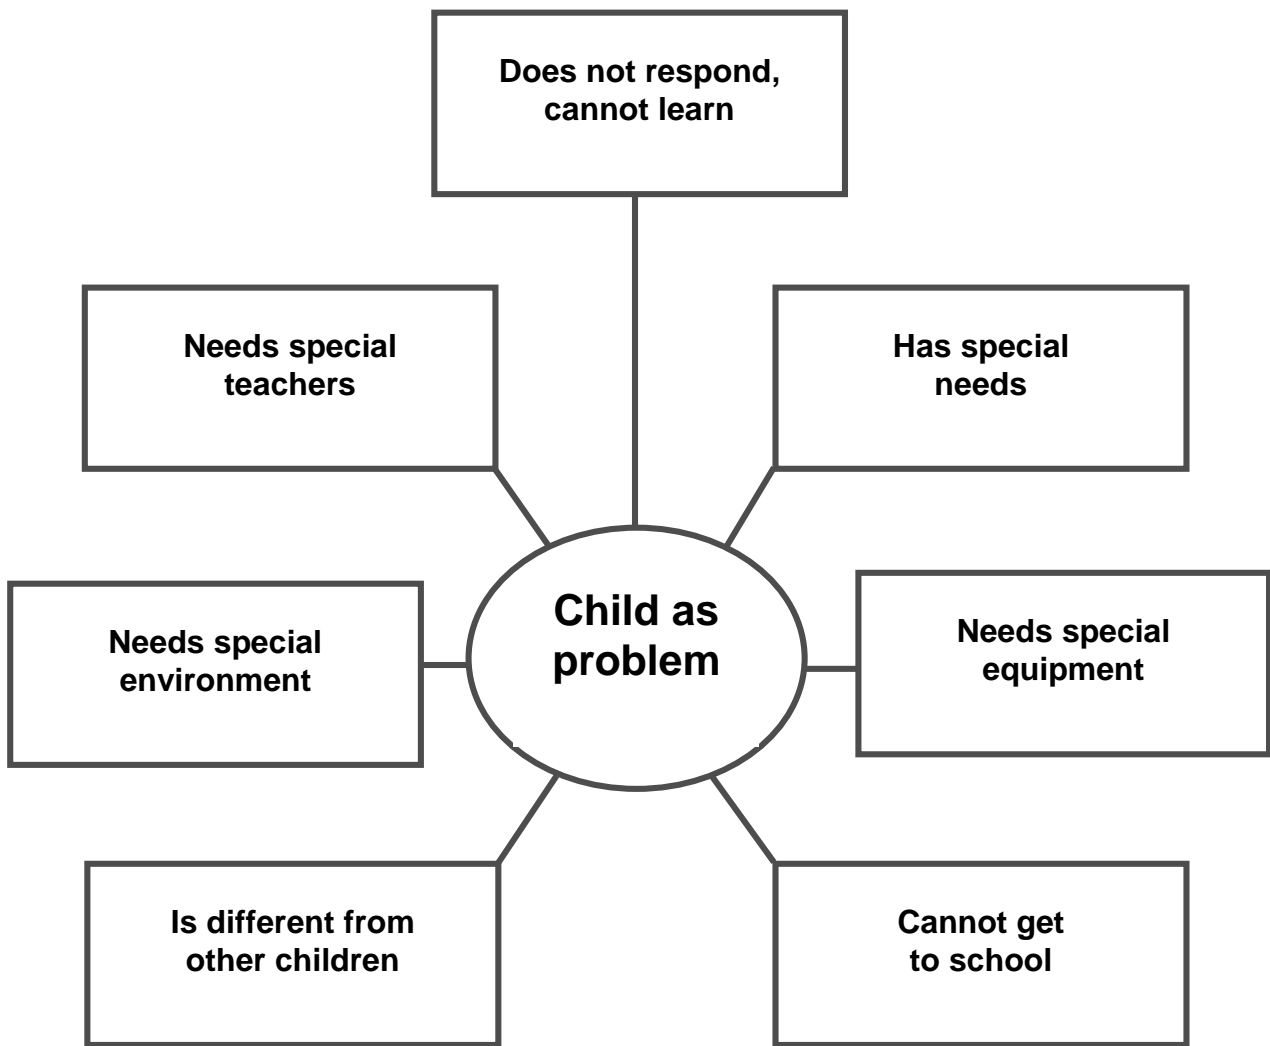 Does not respond,
cannot learn
Needs special
teachers
Has special
needs
Child as
problem
Needs special
environment
Needs special
equipment
Is different from
other children
Cannot get
to school